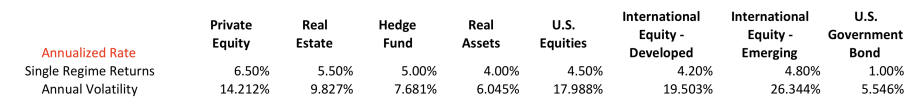 Annualized Rate Private Equity Real Estate Hedge Fund Real Assets U.S. Equities International Equity - Developed International Equity - Emerging U.S. Government Bond
Single Regime Returns 6.50% 5.50% 5.00% 4.00% 4.50% 4.20% 4.80% 1.00%
Annual Volatility 14.212% 9.827% 7.681% 6.045% 17.988% 19.503% 26.344% 5.546%